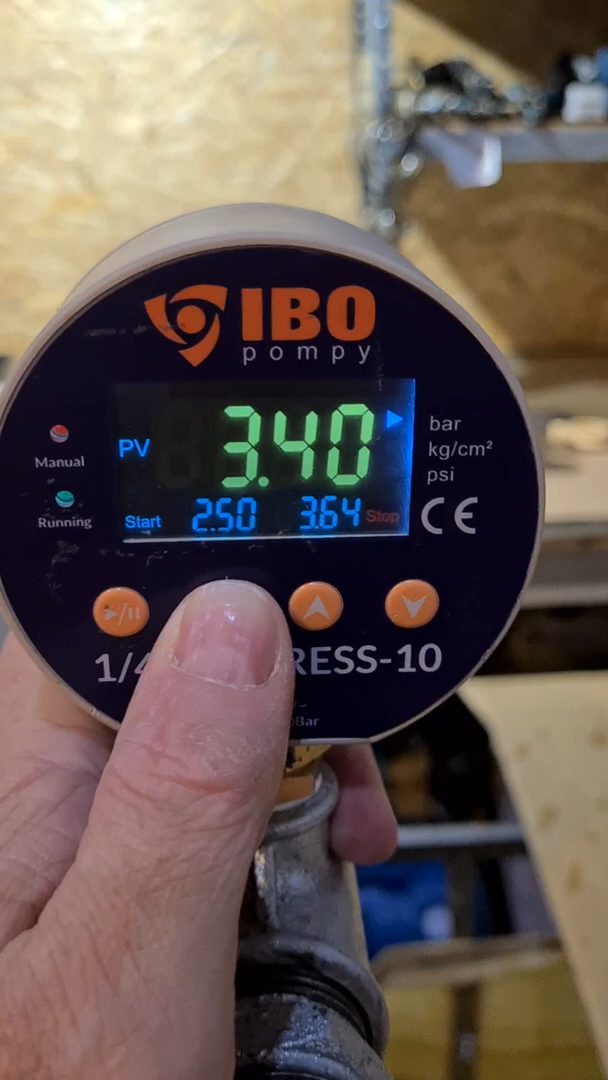 IBO
pompy
PV 3.40
bar
kg/cm²
psi
Manual
Running
Start 2.50 3.64 Stop
CE
1/4 RESS-10
Bar